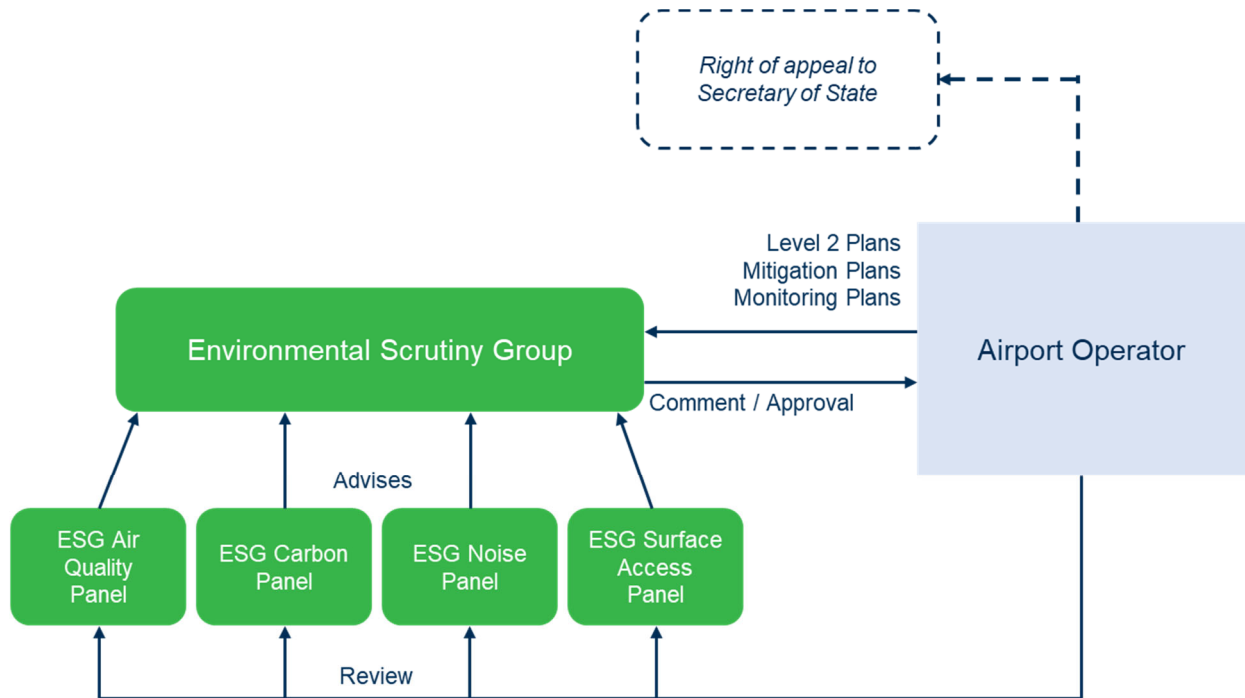 Right of appeal to
Secretary of State
Level 2 Plans
Mitigation Plans
Monitoring Plans
Environmental Scrutiny Group
Airport Operator
Comment / Approval
Advises
ESG Air
Quality
Panel
ESG Carbon
Panel
ESG Noise
Panel
ESG Surface
Access
Panel
Review